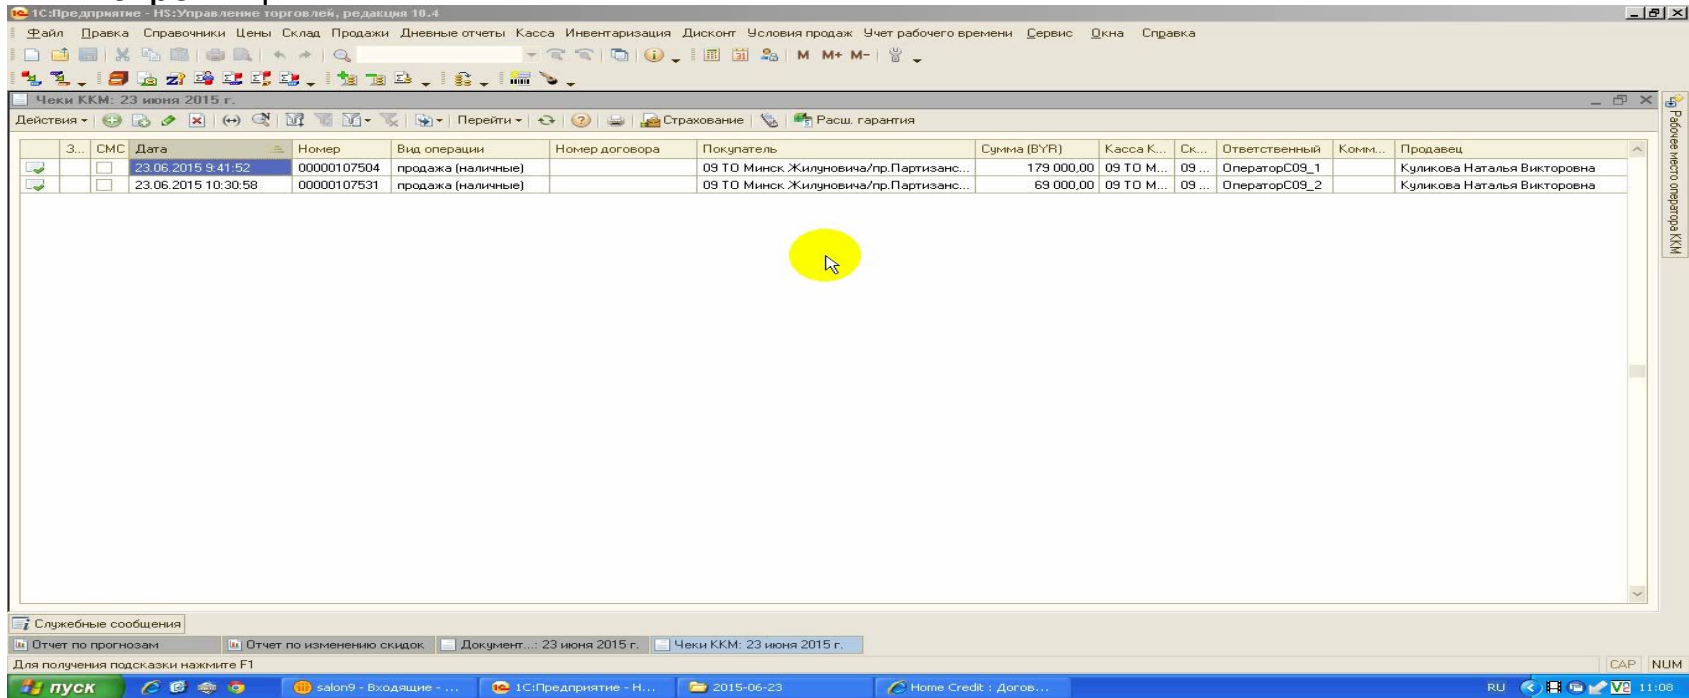 1С:Предприятие - HS:Управление торговлей, редакция 10.4
Файл Правка Справочники Цены Склад Продажи Дневные отчеты Касса Инвентаризация Дисконт Условия продаж Учет рабочего времени Сервис Окна Справка
M M+ M-
Чеки ККМ: 23 июня 2015 г.
Действия Перейти Страхование Расш. гарантия
З... СМС Дата Номер Вид операции Номер договора Покупатель Сумма (BYR) Касса К... Ск... Ответственный Комм... Продавец
23.06.2015 9:41:52 00000107504 продажа (наличные) 09 ТО Минск Жилуновича/пр.Партизанс... 179 000,00 09 ТО М... 09 ... ОператорС09_1 Куликова Наталья Викторовна
23.06.2015 10:30:58 00000107531 продажа (наличные) 09 ТО Минск Жилуновича/пр.Партизанс... 69 000,00 09 ТО М... 09 ... ОператорС09_2 Куликова Наталья Викторовна
Рабочее место оператора ККМ
Служебные сообщения
Отчет по прогнозам Отчет по изменению скидок Документ...: 23 июня 2015 г. Чеки ККМ: 23 июня 2015 г.
Для получения подсказки нажмите F1 CAP NUM
пуск salon9 - Входящие - ... 1С:Предприятие - Н... 2015-06-23 Home Credit : Догов... RU V2 11:08